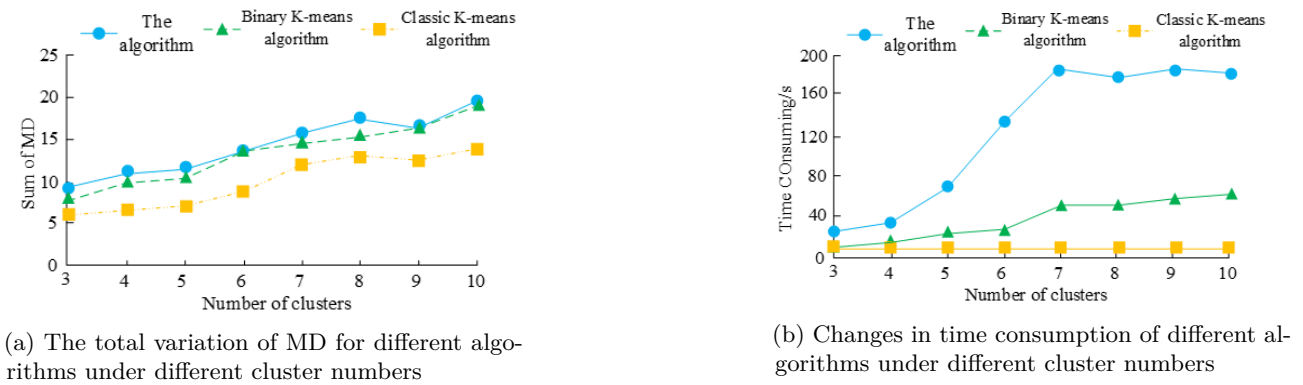 The algorithm
Binary K-means algorithm
Classic K-means algorithm
25
20
15
10
5
0
Sum of MD
3 4 5 6 7 8 9 10
Number of clusters
(a) The total variation of MD for different algo-
rithms under different cluster numbers
The algorithm
Binary K-means algorithm
Classic K-means algorithm
200
160
120
80
40
0
Time COnsuming/s
3 4 5 6 7 8 9 10
Number of clusters
(b) Changes in time consumption of different al-
gorithms under different cluster numbers